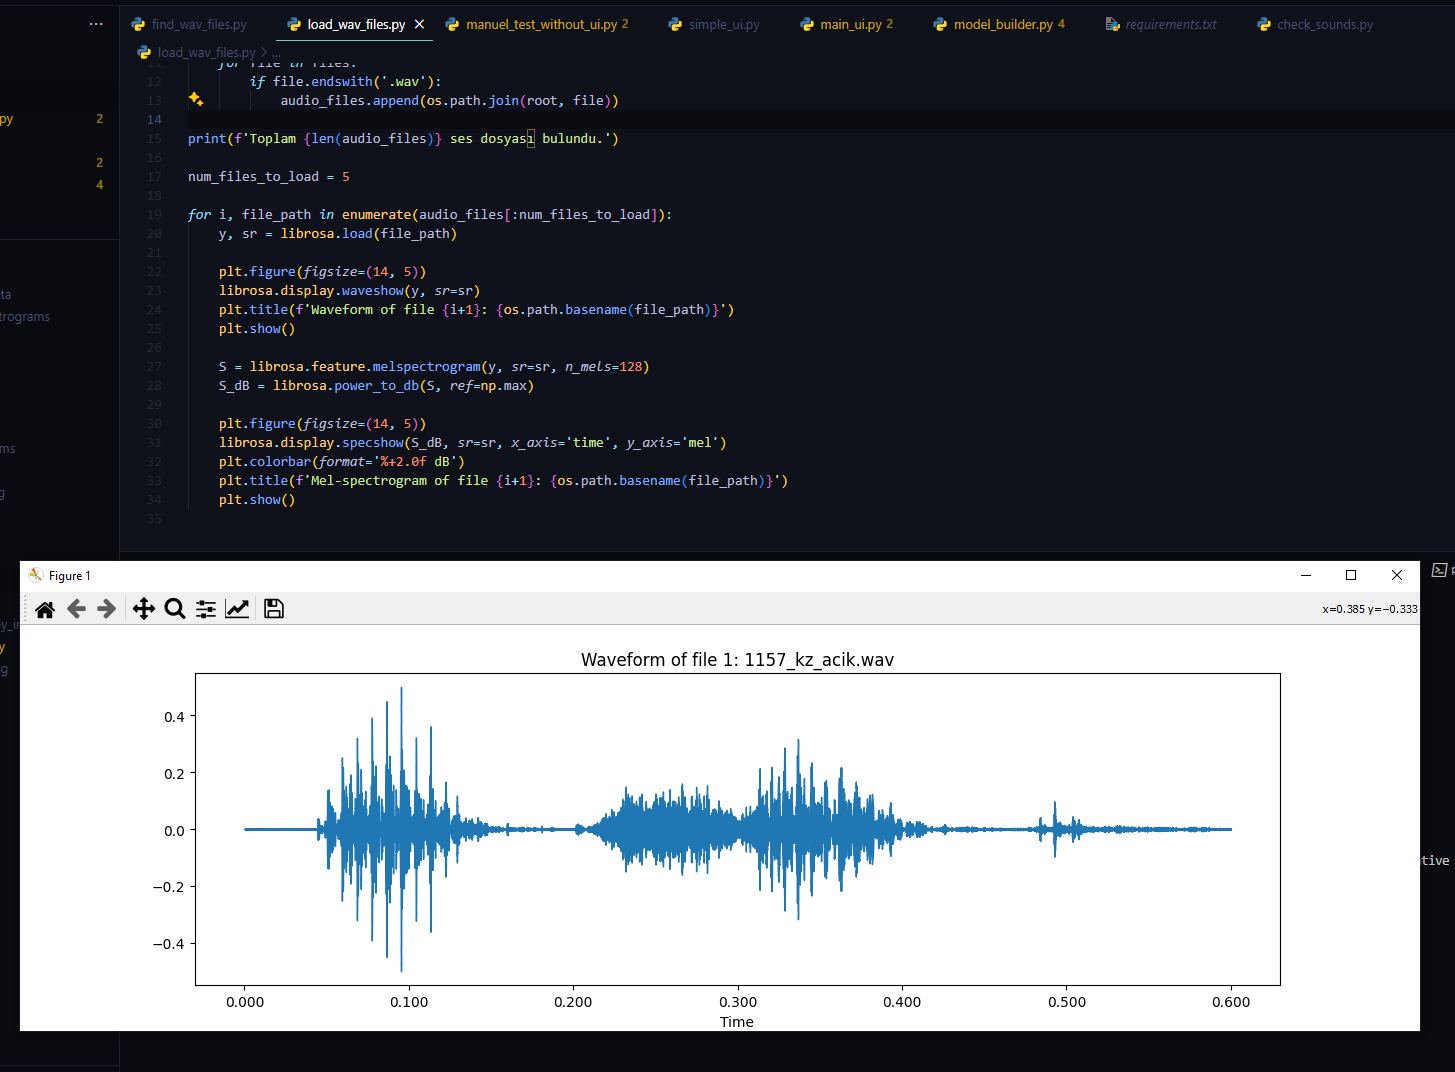 find_wav_files.py
load_wav_files.py
manuel_test_without_ui.py 2
simple_ui.py
main_ui.py 2
model_builder.py 4
requirements.txt
check_sounds.py
load_wav_files.py > ...
11 for file in files:
12 if file.endswith('.wav'):
13 audio_files.append(os.path.join(root, file))
14
15 print(f'Toplam {len(audio_files)} ses dosyası bulundu.')
16
17 num_files_to_load = 5
18
19 for i, file_path in enumerate(audio_files[:num_files_to_load]):
20 y, sr = librosa.load(file_path)
21
22 plt.figure(figsize=(14, 5))
23 librosa.display.waveshow(y, sr=sr)
24 plt.title(f'Waveform of file {i+1}: {os.path.basename(file_path)}')
25 plt.show()
26
27 S = librosa.feature.melspectrogram(y, sr=sr, n_mels=128)
28 S_dB = librosa.power_to_db(S, ref=np.max)
29
30 plt.figure(figsize=(14, 5))
31 librosa.display.specshow(S_dB, sr=sr, x_axis='time', y_axis='mel')
32 plt.colorbar(format='%+2.0f dB')
33 plt.title(f'Mel-spectrogram of file {i+1}: {os.path.basename(file_path)}')
34 plt.show()
35
py 2
2
4
ta
trograms
ms
g
Figure 1
x=0.385 y=−0.333
Waveform of file 1: 1157_kz_acik.wav
0.4
0.2
0.0
−0.2
−0.4
0.000 0.100 0.200 0.300 0.400 0.500 0.600
Time
y
g
tive